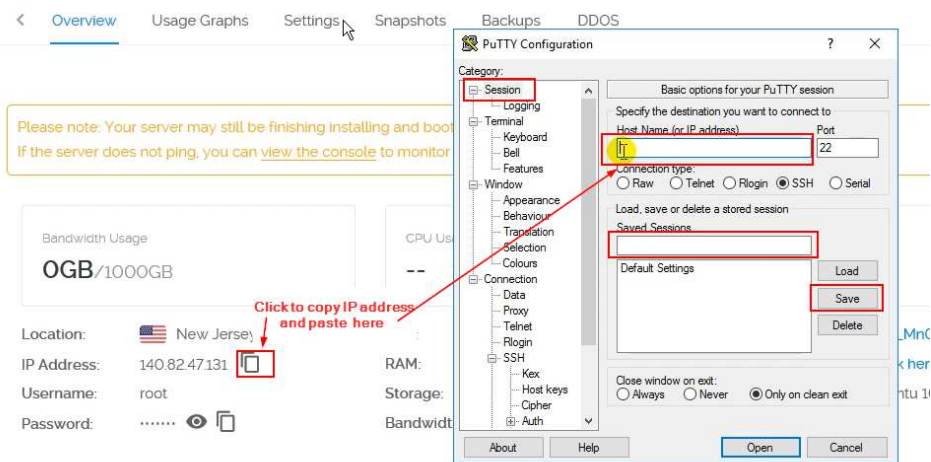 Overview Usage Graphs Settings Snapshots Backups DDOS
Please note: Your server may still be finishing installing and boot
If the server does not ping, you can view the console to monitor
Bandwidth Usage
0GB/1000GB
CPU Us
--
Click to copy IP address
and paste here
Location: New Jersey
IP Address: 140.82.47.131
Username: root
Password: .......
RAM:
Storage:
Bandwidt
_MnC
k her
ntu 1
PuTTY Configuration ? ×
Category:
Session
Logging
Terminal
Keyboard
Bell
Features
Window
Appearance
Behaviour
Translation
Selection
Colours
Connection
Data
Proxy
Telnet
Rlogin
SSH
Kex
Host keys
Cipher
Auth
Basic options for your PuTTY session
Specify the destination you want to connect to
Host Name (or IP address) Port
22
Connection type:
Raw Telnet Rlogin SSH Serial
Load, save or delete a stored session
Saved Sessions
Default Settings
Load
Save
Delete
Close window on exit:
Always Never Only on clean exit
About Help Open Cancel